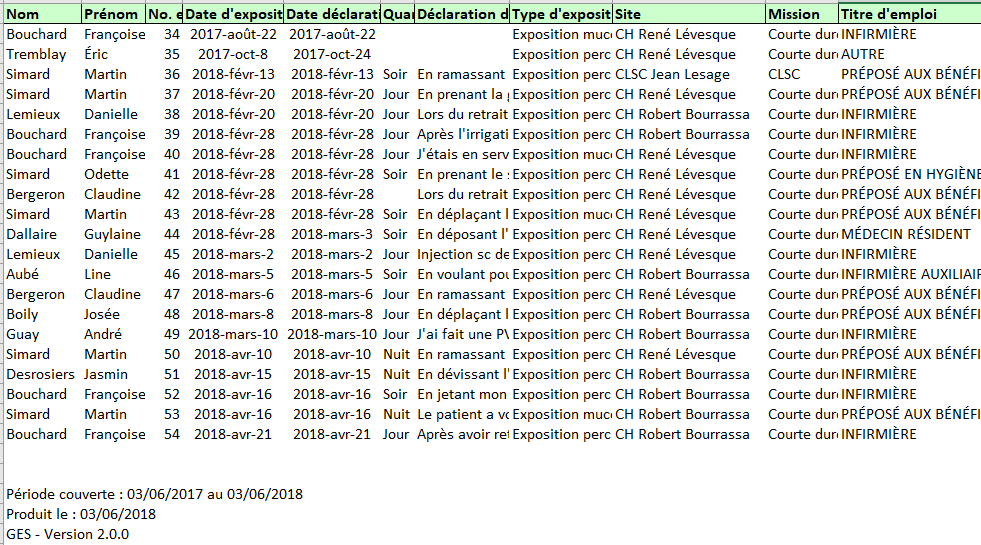 Nom Prénom No. e Date d'exposit Date déclarati Quar Déclaration d Type d'exposit Site Mission Titre d'emploi
Bouchard Françoise 34 2017-août-22 2017-août-22 Exposition muc CH René Lévesque Courte dur INFIRMIÈRE
Tremblay Éric 35 2017-oct-8 2017-oct-24 Exposition perc CH René Lévesque Courte dur AUTRE
Simard Martin 36 2018-févr-13 2018-févr-13 Soir En ramassant Exposition perc CLSC Jean Lesage CLSC PRÉPOSÉ AUX BÉNÉFI
Simard Martin 37 2018-févr-20 2018-févr-20 Jour En prenant la Exposition perc CH René Lévesque Courte dur PRÉPOSÉ AUX BÉNÉFI
Lemieux Danielle 38 2018-févr-20 2018-févr-20 Jour Lors du retrait Exposition perc CH Robert Bourrassa Courte dur INFIRMIÈRE
Bouchard Françoise 39 2018-févr-28 2018-févr-28 Jour Après l'irrigati Exposition perc CH René Lévesque Courte dur INFIRMIÈRE
Bouchard Françoise 40 2018-févr-28 2018-févr-28 Jour J'étais en serv Exposition muc CH René Lévesque Courte dur INFIRMIÈRE
Simard Odette 41 2018-févr-28 2018-févr-28 Soir En prenant le Exposition perc CH René Lévesque Courte dur PRÉPOSÉ EN HYGIÈNE
Bergeron Claudine 42 2018-févr-28 2018-févr-28 Lors du retrait Exposition perc CH René Lévesque Courte dur PRÉPOSÉ AUX BÉNÉFI
Simard Martin 43 2018-févr-28 2018-févr-28 Soir En déplaçant l Exposition muc CH René Lévesque Courte dur PRÉPOSÉ AUX BÉNÉFI
Dallaire Guylaine 44 2018-févr-28 2018-mars-3 Soir En déposant l' Exposition perc CH René Lévesque Courte dur MÉDECIN RÉSIDENT
Lemieux Danielle 45 2018-mars-2 2018-mars-2 Jour Injection sc de Exposition perc CH René Lévesque Courte dur INFIRMIÈRE
Aubé Line 46 2018-mars-5 2018-mars-5 Soir En voulant pou Exposition perc CH Robert Bourrassa Courte dur INFIRMIÈRE AUXILIAIR
Bergeron Claudine 47 2018-mars-6 2018-mars-6 Jour En ramassant Exposition perc CH René Lévesque Courte dur PRÉPOSÉ AUX BÉNÉFI
Boily Josée 48 2018-mars-8 2018-mars-8 Jour En déplaçant l Exposition perc CH Robert Bourrassa Courte dur PRÉPOSÉ AUX BÉNÉFI
Guay André 49 2018-mars-10 2018-mars-10 Jour J'ai fait une PV Exposition perc CH Robert Bourrassa Courte dur INFIRMIÈRE
Simard Martin 50 2018-avr-10 2018-avr-10 Nuit En ramassant Exposition perc CH René Lévesque Courte dur PRÉPOSÉ AUX BÉNÉFI
Desrosiers Jasmin 51 2018-avr-15 2018-avr-15 Nuit En dévissant l' Exposition perc CH Robert Bourrassa Courte dur INFIRMIÈRE
Bouchard Françoise 52 2018-avr-16 2018-avr-16 Soir En jetant mon Exposition perc CH Robert Bourrassa Courte dur INFIRMIÈRE
Simard Martin 53 2018-avr-16 2018-avr-16 Nuit Le patient a vo Exposition muc CH Robert Bourrassa Courte dur PRÉPOSÉ AUX BÉNÉFI
Bouchard Françoise 54 2018-avr-21 2018-avr-21 Jour Après avoir ret Exposition perc CH Robert Bourrassa Courte dur INFIRMIÈRE
Période couverte : 03/06/2017 au 03/06/2018
Produit le : 03/06/2018
GES - Version 2.0.0